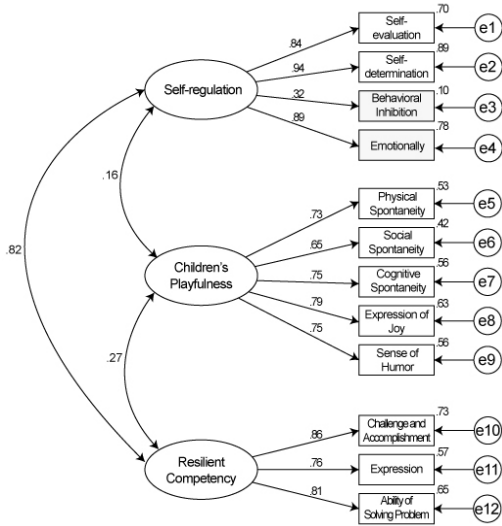 .70
Self-
evaluation
e1
.84
.89
Self-
determination
e2
.94
Self-regulation
.10
Behavioral
Inhibition
e3
.32
.78
Emotionally
e4
.89
.16
.82
.53
Physical
Spontaneity
e5
.73
.42
Social
Spontaneity
e6
.65
Children's
Playfulness
.56
Cognitive
Spontaneity
e7
.75
.63
Expression of
Joy
e8
.79
.56
Sense of
Humor
e9
.75
.27
.73
Challenge and
Accomplishment
e10
.86
Resilient
Competency
.57
Expression
e11
.76
.65
Ability of
Solving Problem
e12
.81